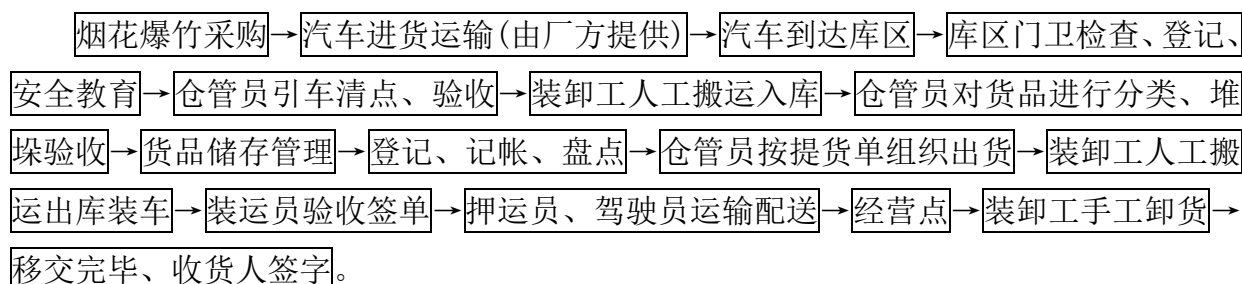 烟花爆竹采购→汽车进货运输(由厂方提供)→汽车到达库区→库区门卫检查、登记、
安全教育→仓管员引车清点、验收→装卸工人工搬运入库→仓管员对货品进行分类、堆
垛验收→货品储存管理→登记、记帐、盘点→仓管员按提货单组织出货→装卸工人工搬
运出库装车→装运员验收签单→押运员、驾驶员运输配送→经营点→装卸工手工卸货→
移交完毕、收货人签字。